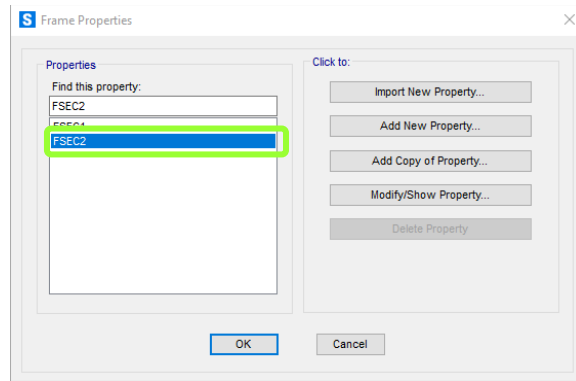 S Frame Properties
Properties
Find this property:
FSEC2
FSEC1
FSEC2
Click to:
Import New Property...
Add New Property...
Add Copy of Property...
Modify/Show Property...
Delete Property
OK
Cancel